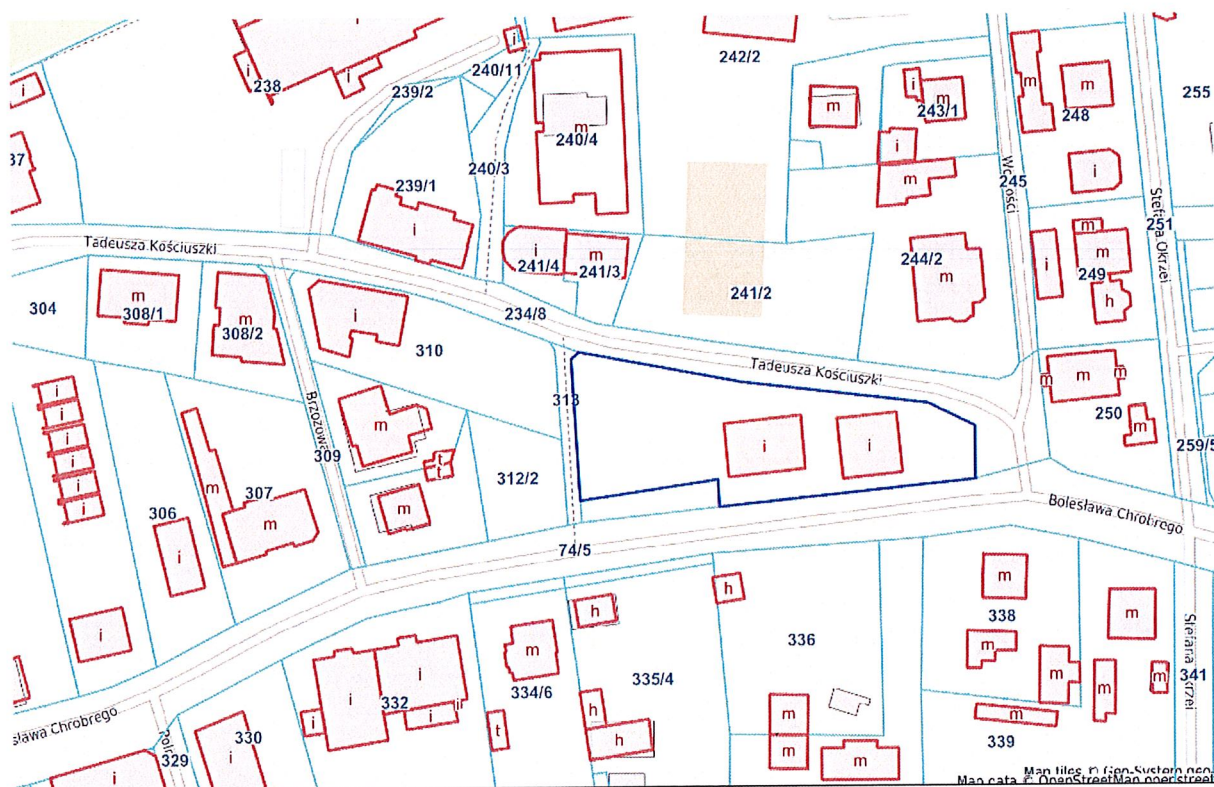 i
242/2
240/11
238
i
i
239/2
m
i
m
243/1
m
248
255
i
m
240/4
37
240/3
i
i
239/1
m
Wolności
245
Stefana Okrzei
251
i
Tadeusza Kościuszki
i
m
241/4
241/3
244/2
m
i
m
m
249
h
m
308/1
304
m
308/2
i
234/8
241/2
310
Tadeusza Kościuszki
313
m
m
m
250
m
i
i
i
i
i
i
Brzozowa
309
m
i
i
259/5
312/2
m
307
m
m
306
i
74/5
Bolesława Chrobrego
i
m
338
h
h
m
336
m
m
m
334/6
335/4
i
i
332
i
i
h
h
t
m
m
m
m
339
m
m
Stefana Okrzei
341
sława Chrobrego
329
330
i
i
m
Map tiles © Geo-System geo-
Map data © OpenStreetMap openstreet